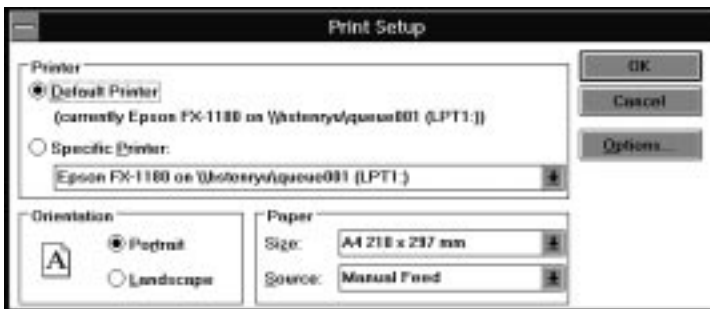 Print Setup
Printer
Default Printer
(currently Epson FX-1180 on \\hstenryu\queue001 (LPT1:))
Specific Printer:
Epson FX-1180 on \\hstenryu\queue001 (LPT1:)
OK
Cancel
Options...
Orientation
A
Portrait
Landscape
Paper
Size:
A4 210 x 297 mm
Source:
Manual Feed